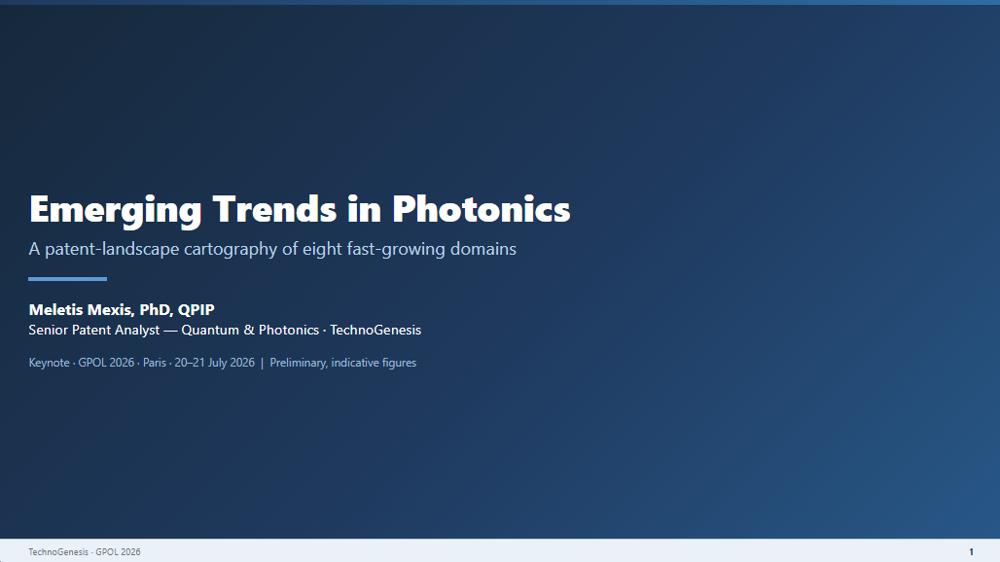 Emerging Trends in Photonics
A patent-landscape cartography of eight fast-growing domains
Meletis Mexis, PhD, QPIP
Senior Patent Analyst — Quantum & Photonics · TechnoGenesis
Keynote · GPOL 2026 · Paris · 20–21 July 2026 | Preliminary, indicative figures
TechnoGenesis · GPOL 2026
1